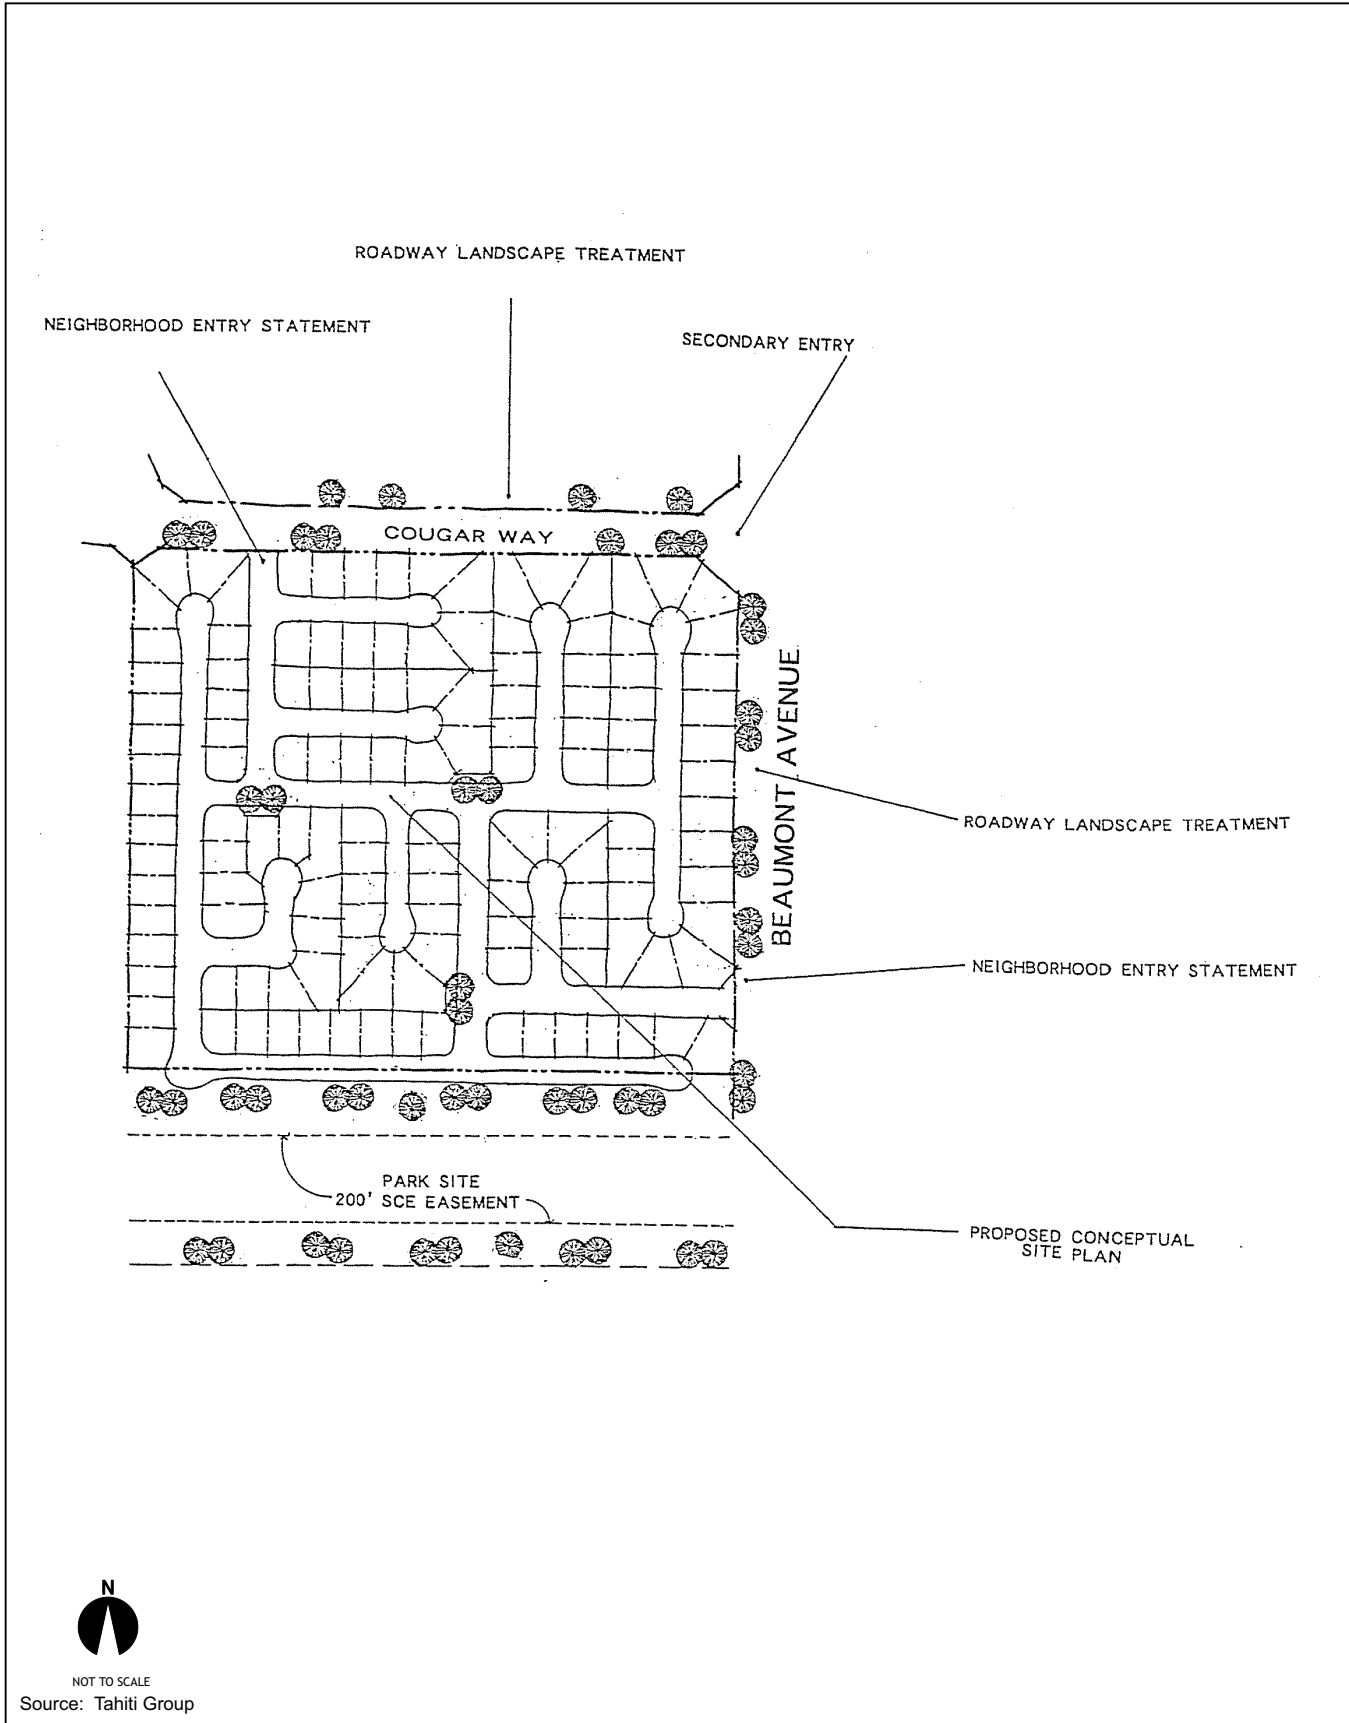 ROADWAY LANDSCAPE TREATMENT
NEIGHBORHOOD ENTRY STATEMENT
SECONDARY ENTRY
COUGAR WAY
BEAUMONT AVENUE
ROADWAY LANDSCAPE TREATMENT
NEIGHBORHOOD ENTRY STATEMENT
PARK SITE
200' SCE EASEMENT
PROPOSED CONCEPTUAL
SITE PLAN
N
NOT TO SCALE
Source: Tahiti Group